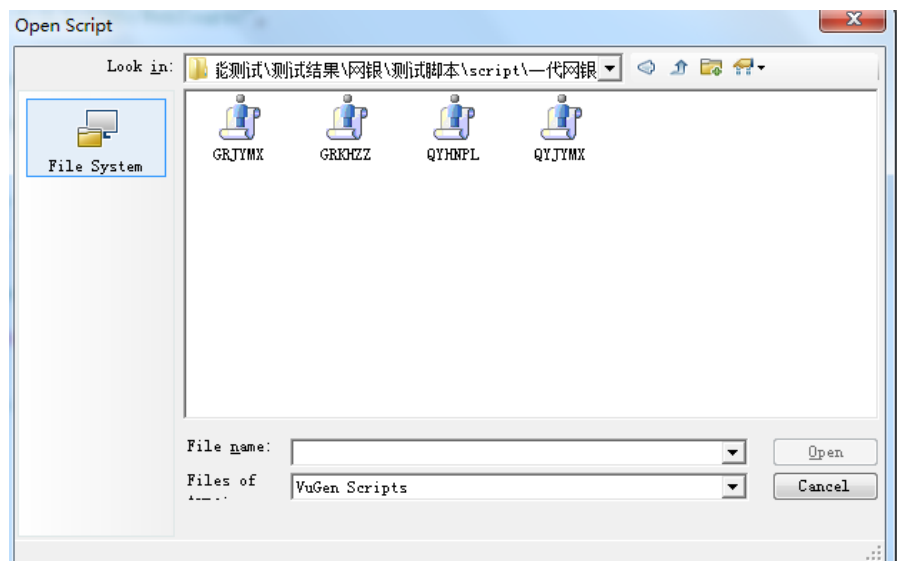 Open Script
Look in:
能测试\测试结果\网银\测试脚本\script\一代网银
File System
GRJYMX
GRKHZZ
QYHNPL
QYJYMX
File name:
Open
Files of
VuGen Scripts
Cancel